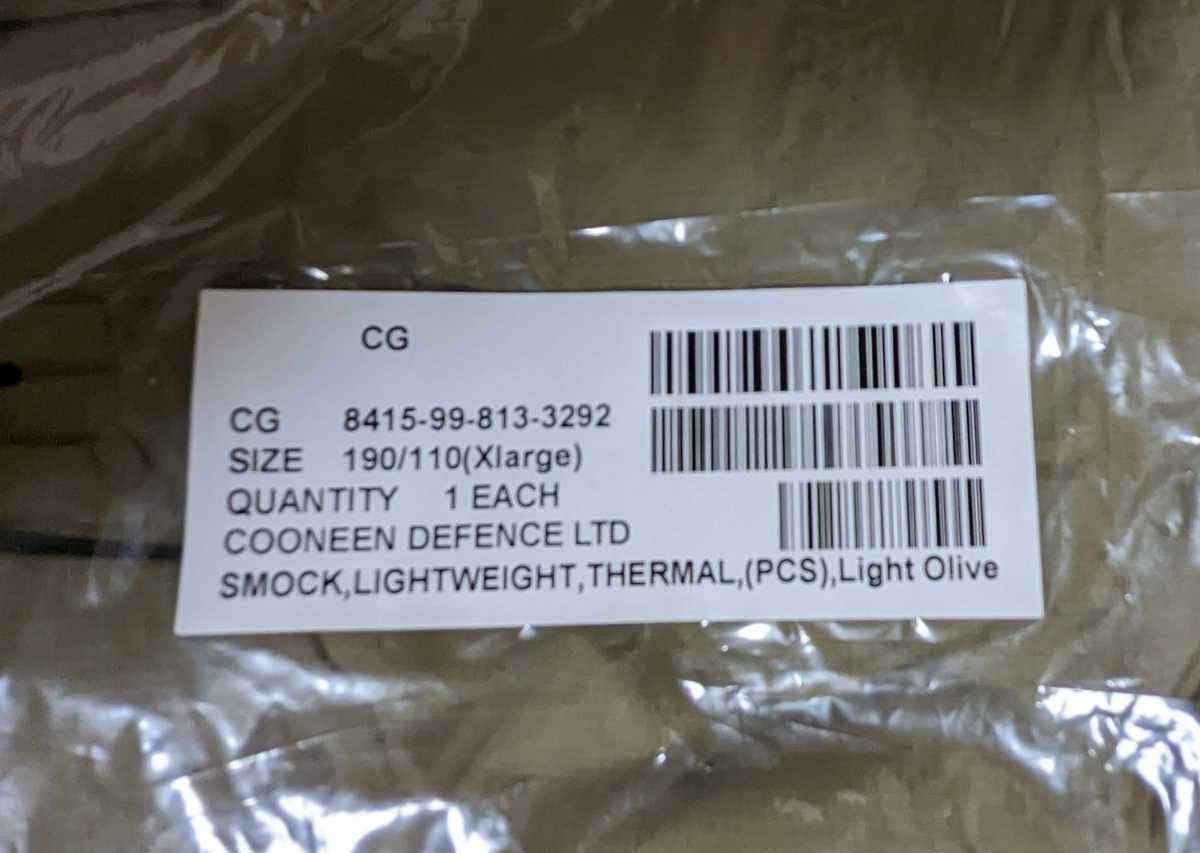 CG
CG 8415-99-813-3292
SIZE 190/110(Xlarge)
QUANTITY 1 EACH
COONEEN DEFENCE LTD
SMOCK,LIGHTWEIGHT,THERMAL,(PCS),Light Olive